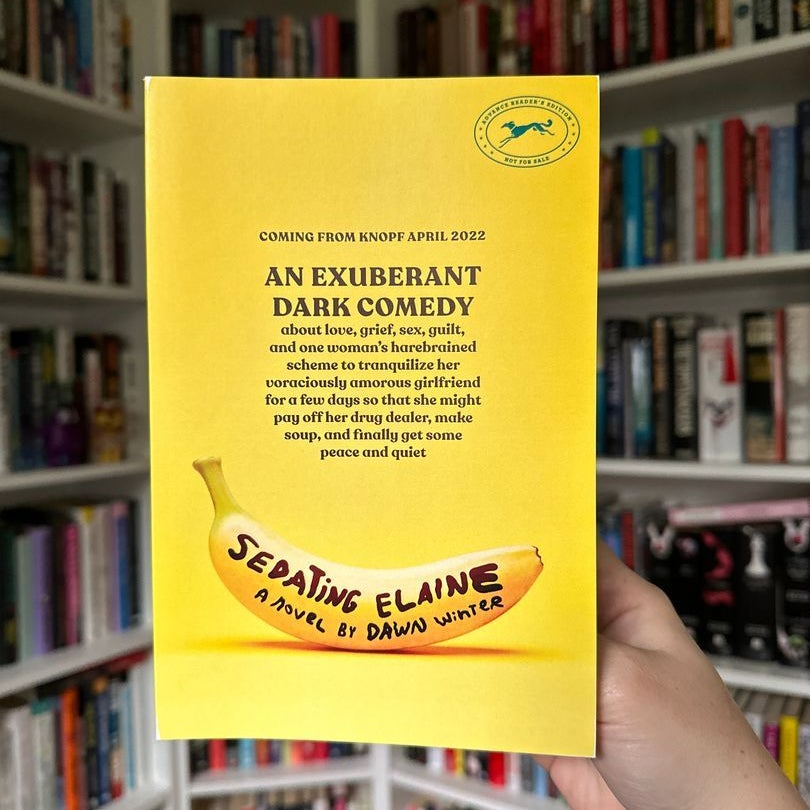 ADVANCE READER'S EDITION
NOT FOR SALE
COMING FROM KNOPF APRIL 2022
AN EXUBERANT
DARK COMEDY
about love, grief, sex, guilt,
and one woman's harebrained
scheme to tranquilize her
voraciously amorous girlfriend
for a few days so that she might
pay off her drug dealer, make
soup, and finally get some
peace and quiet
SEDATiNG ELAINE
A novel BY DAWN WinTER